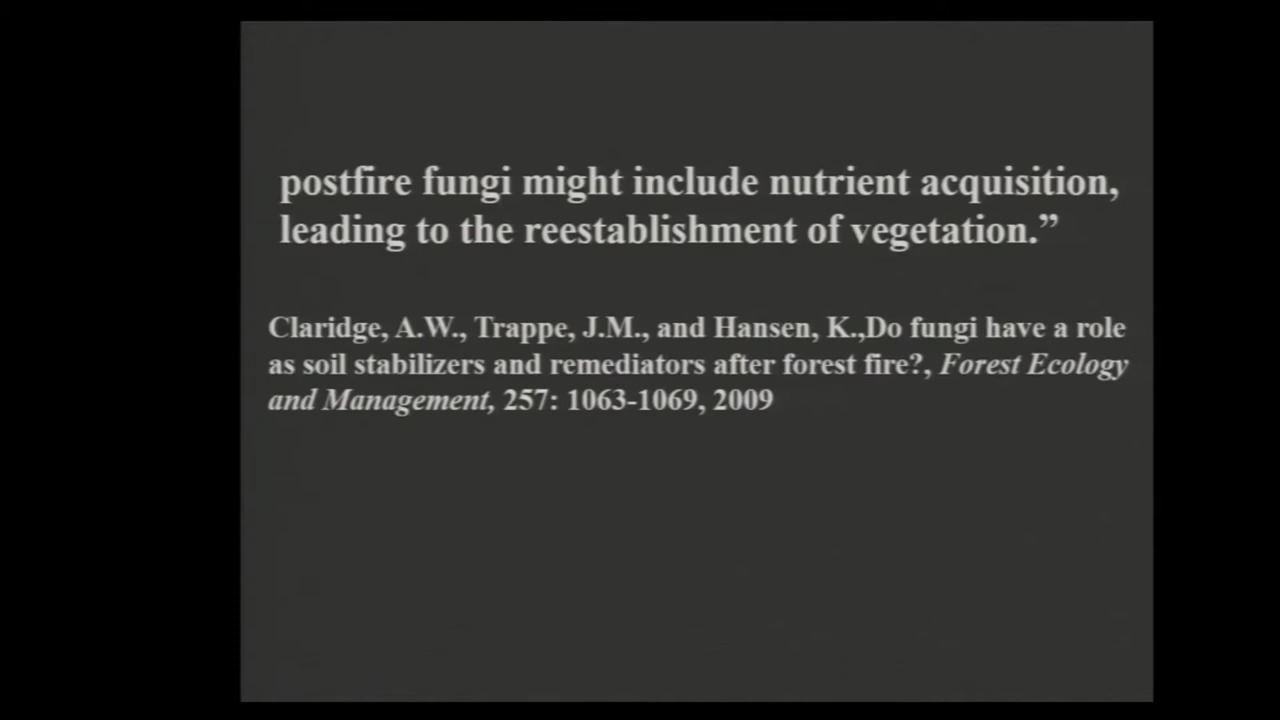 postfire fungi might include nutrient acquisition,
leading to the reestablishment of vegetation.”
Claridge, A.W., Trappe, J.M., and Hansen, K.,Do fungi have a role
as soil stabilizers and remediators after forest fire?, Forest Ecology
and Management, 257: 1063-1069, 2009